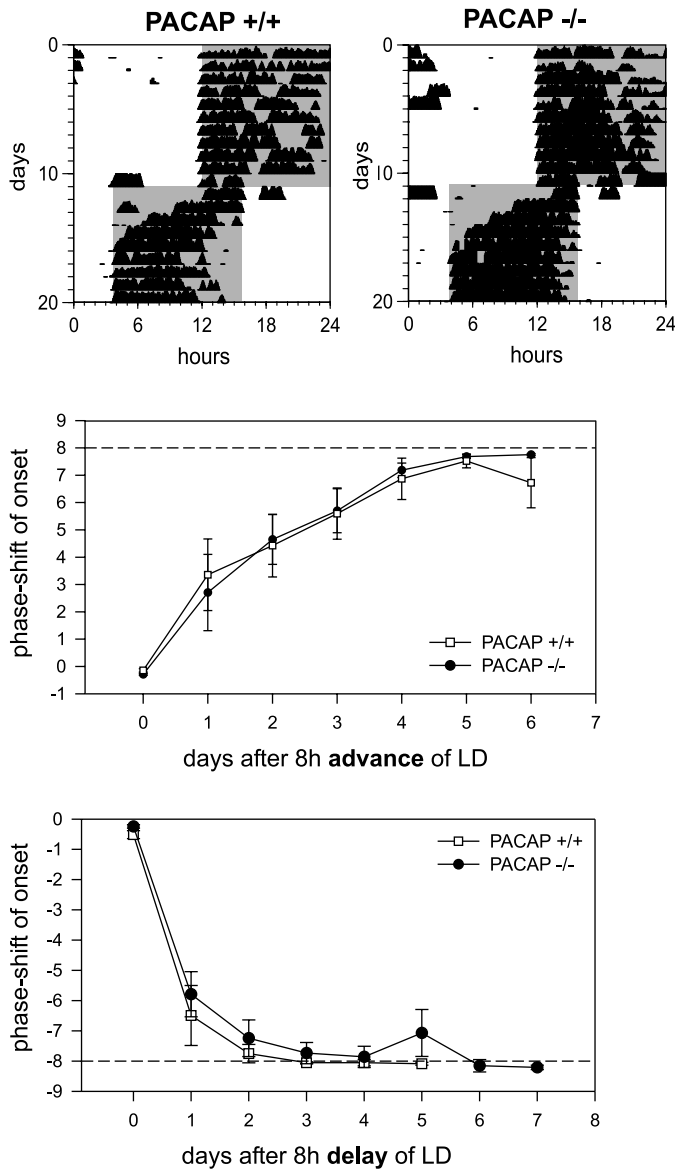 PACAP +/+
PACAP -/-
0
10
20
days
0 6 12 18 24
hours
0
10
20
days
0 6 12 18 24
hours
9
8
7
6
5
4
3
2
1
0
-1
phase-shift of onset
PACAP +/+
PACAP -/-
0 1 2 3 4 5 6 7
days after 8h advance of LD
0
-1
-2
-3
-4
-5
-6
-7
-8
-9
phase-shift of onset
PACAP +/+
PACAP -/-
0 1 2 3 4 5 6 7 8
days after 8h delay of LD